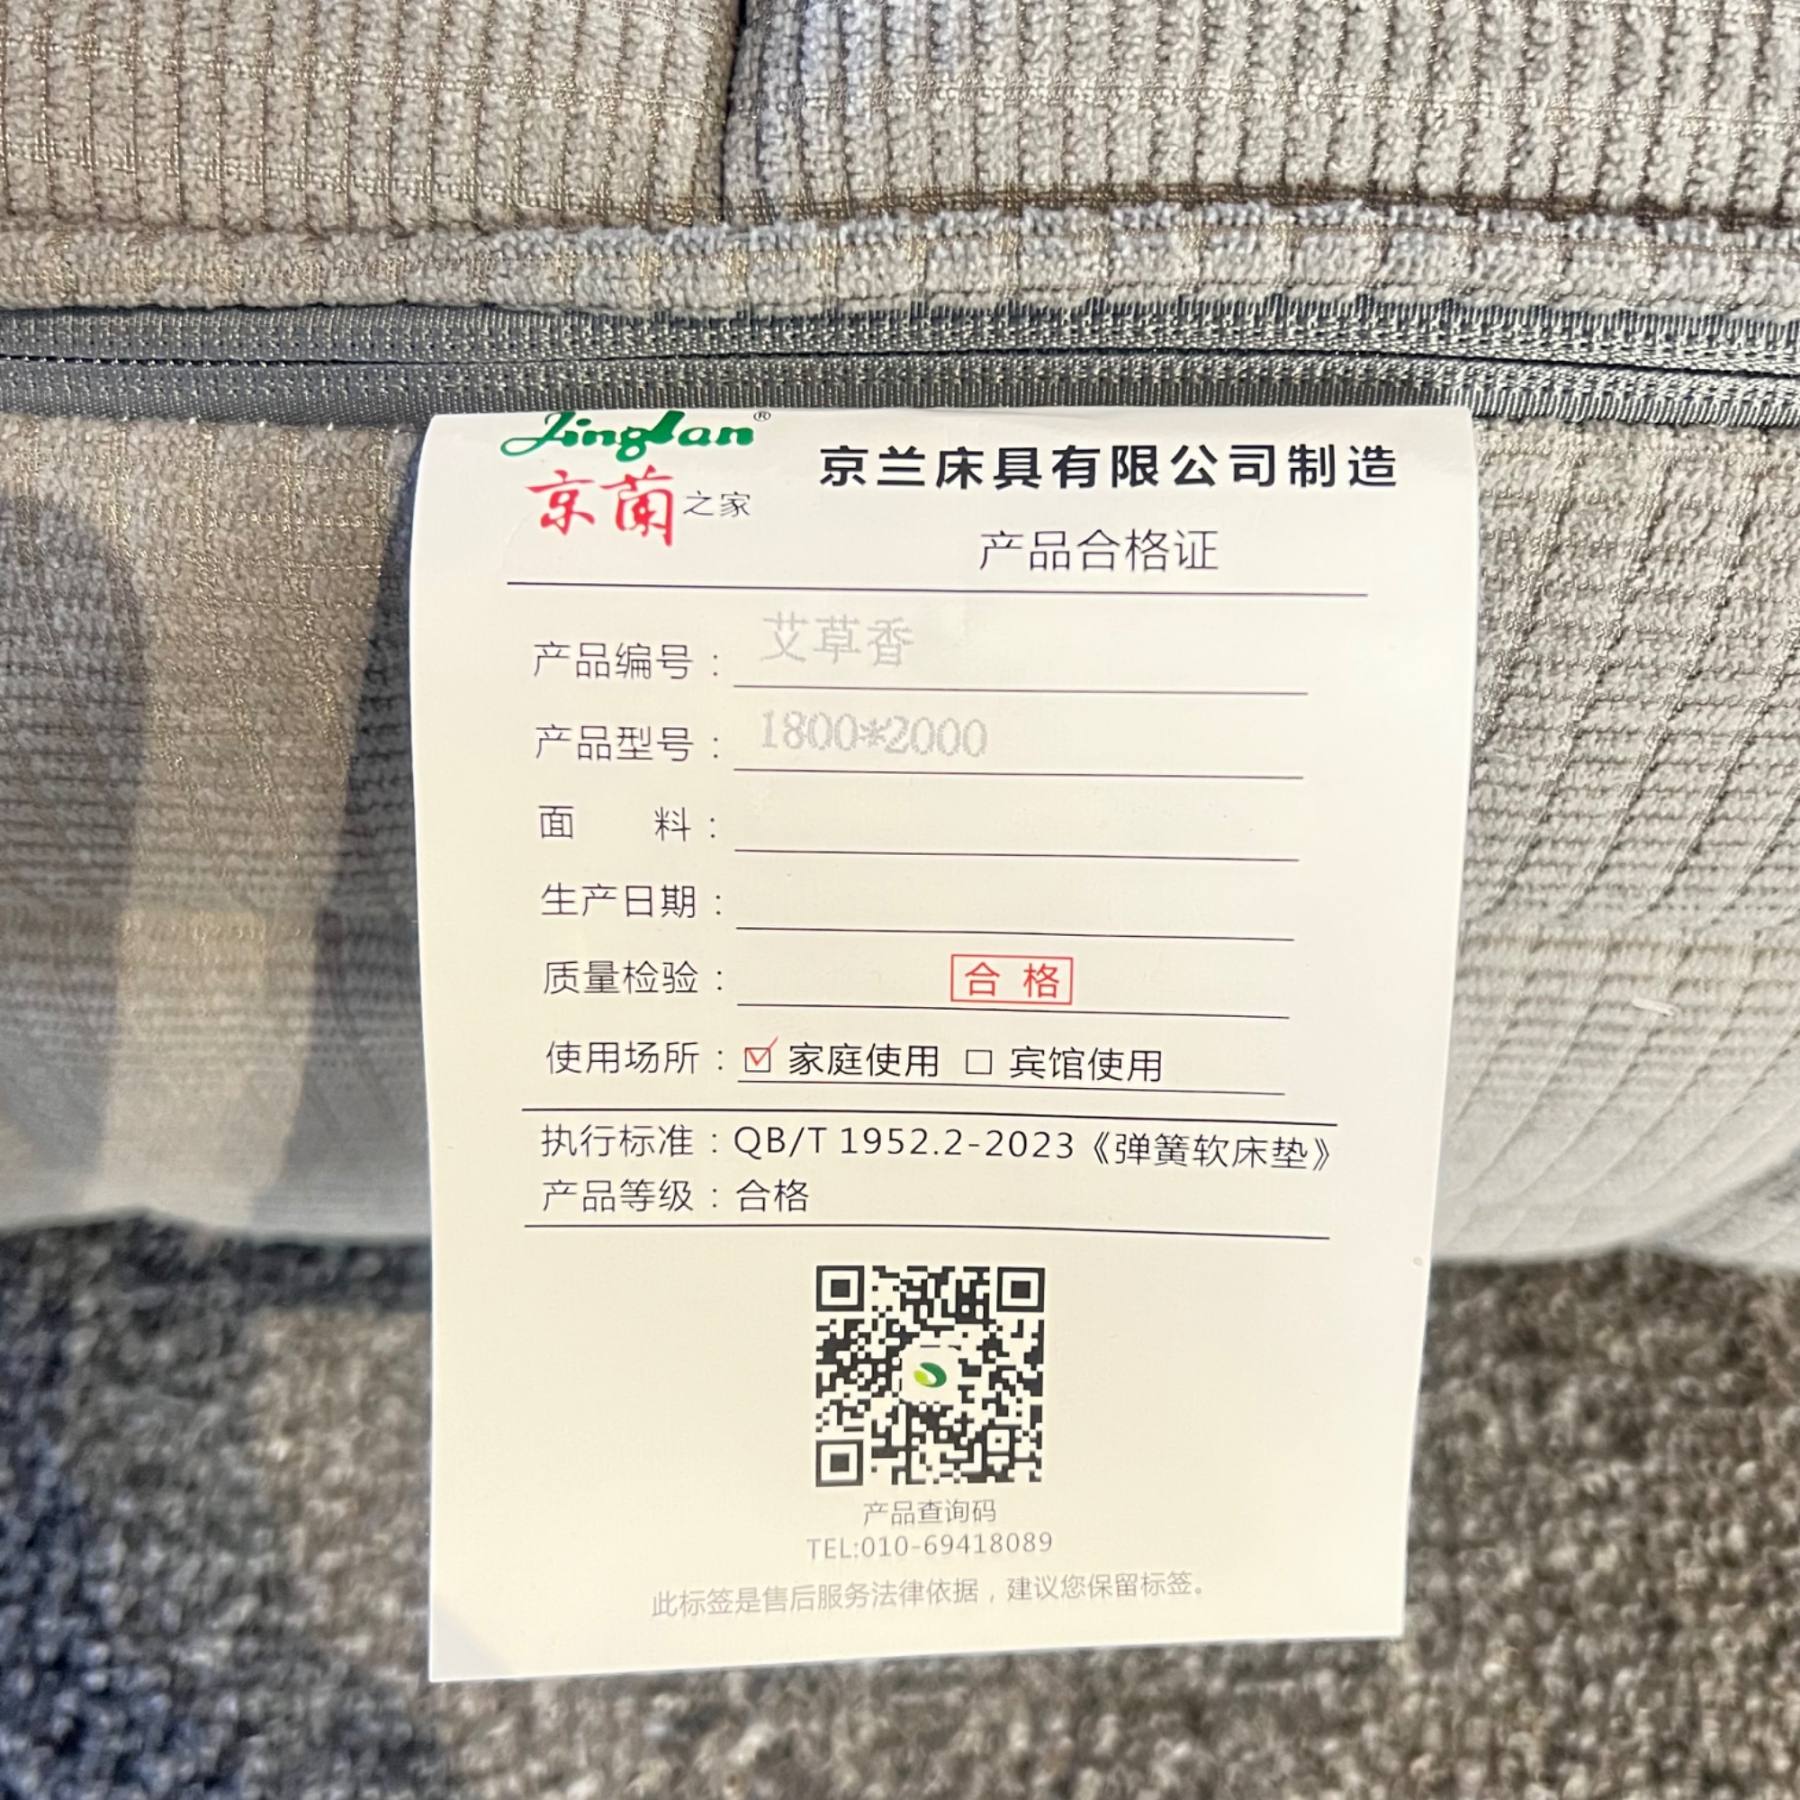 Jinglan®
京蘭之家
京兰床具有限公司制造
产品合格证
产品编号：艾草香
产品型号：1800*2000
面 料：
生产日期：
质量检验：合 格
使用场所：☑ 家庭使用 □ 宾馆使用
执行标准：QB/T 1952.2-2023《弹簧软床垫》
产品等级：合格
产品查询码
TEL:010-69418089
此标签是售后服务法律依据，建议您保留标签。